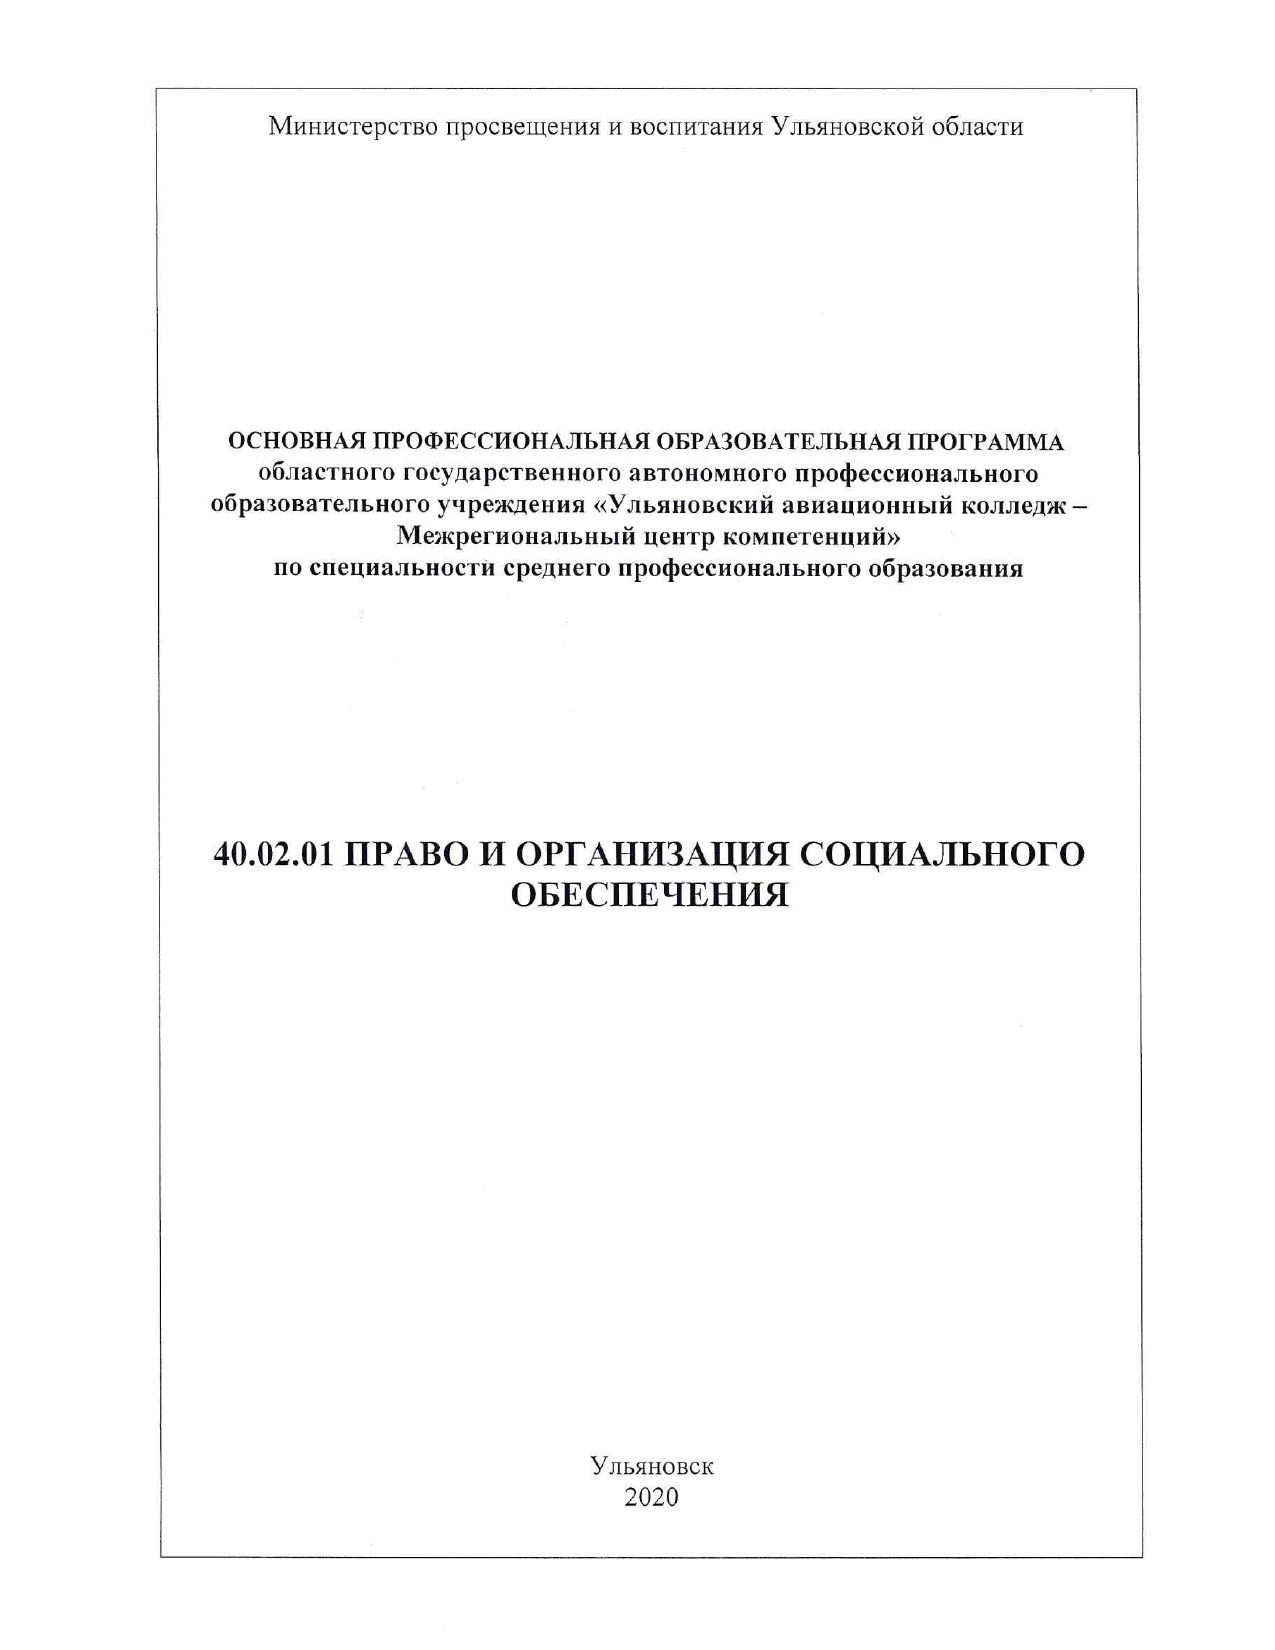 Министерство просвещения и воспитания Ульяновской области
ОСНОВНАЯ ПРОФЕССИОНАЛЬНАЯ ОБРАЗОВАТЕЛЬНАЯ ПРОГРАММА
областного государственного автономного профессионального
образовательного учреждения «Ульяновский авиационный колледж –
Межрегиональный центр компетенций»
по специальности среднего профессионального образования
40.02.01 ПРАВО И ОРГАНИЗАЦИЯ СОЦИАЛЬНОГО
ОБЕСПЕЧЕНИЯ
Ульяновск
2020